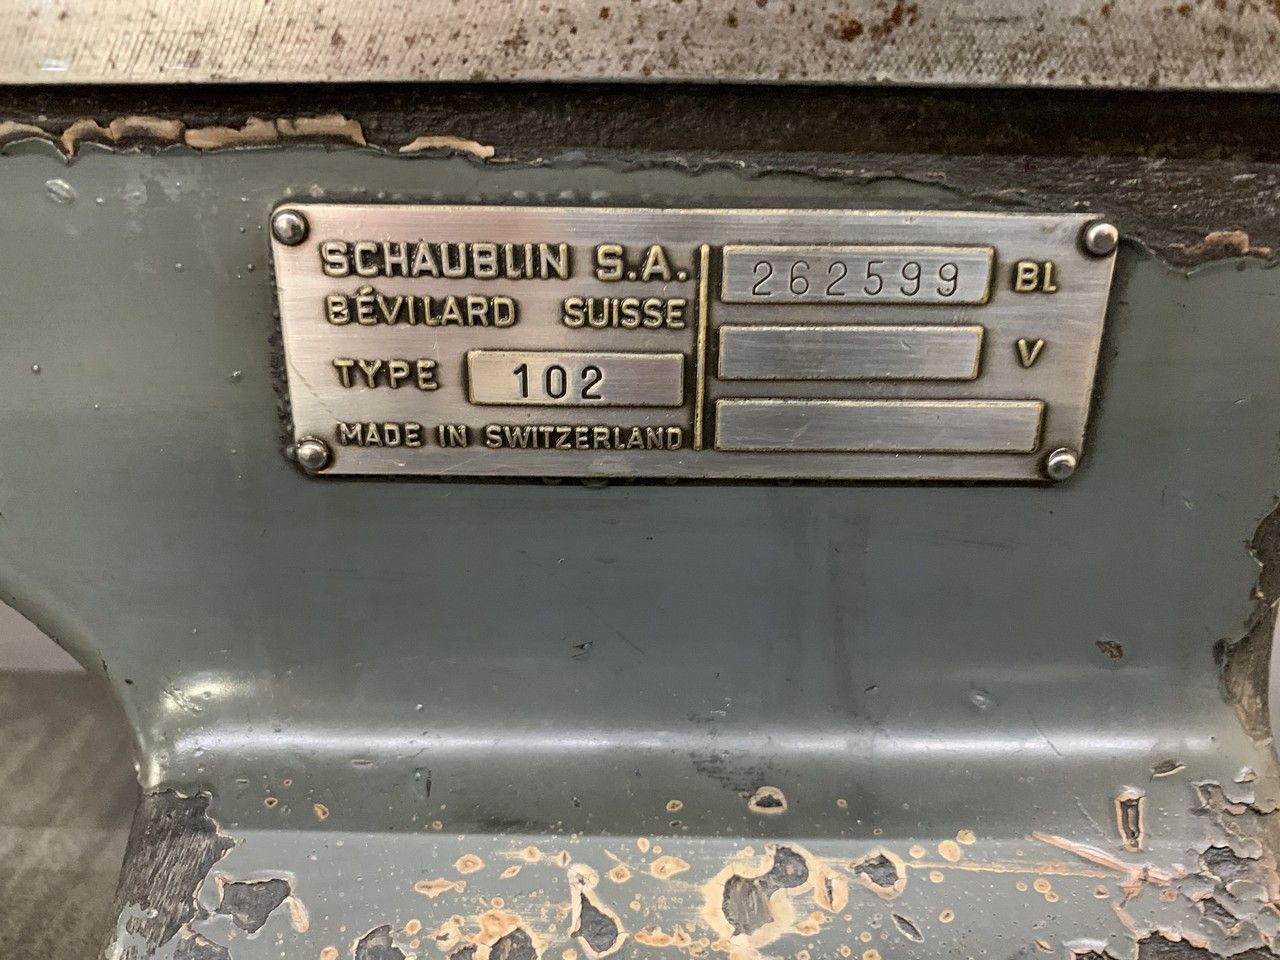 SCHAUBLIN S.A.
BÉVILARD SUISSE
TYPE 102
MADE IN SWITZERLAND
262599 BL
V